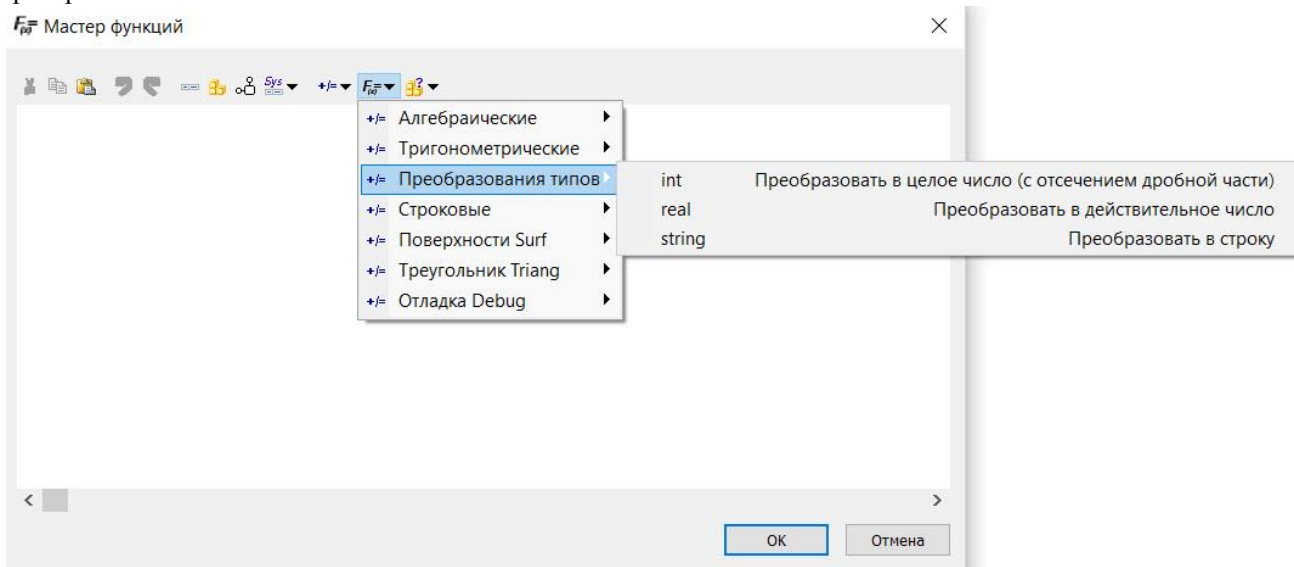 Мастер функций
Sys +/= F(x)=
+/= Алгебраические
+/= Тригонометрические
+/= Преобразования типов
int Преобразовать в целое число (с отсечением дробной части)
real Преобразовать в действительное число
string Преобразовать в строку
+/= Строковые
+/= Поверхности Surf
+/= Треугольник Triang
+/= Отладка Debug
OK Отмена